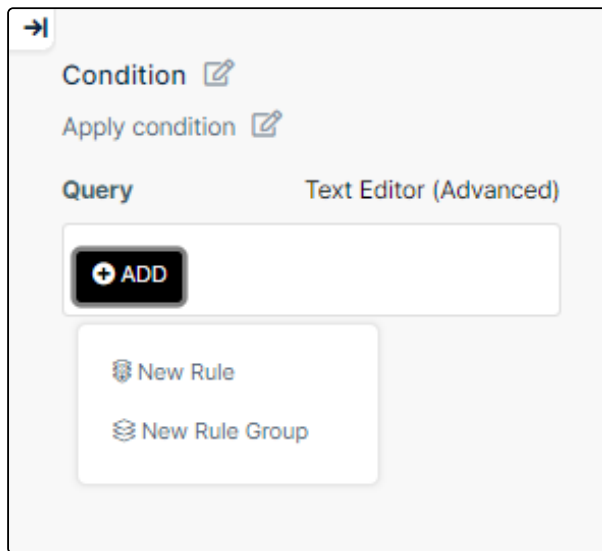 Condition
Apply condition
Query Text Editor (Advanced)
ADD
New Rule
New Rule Group